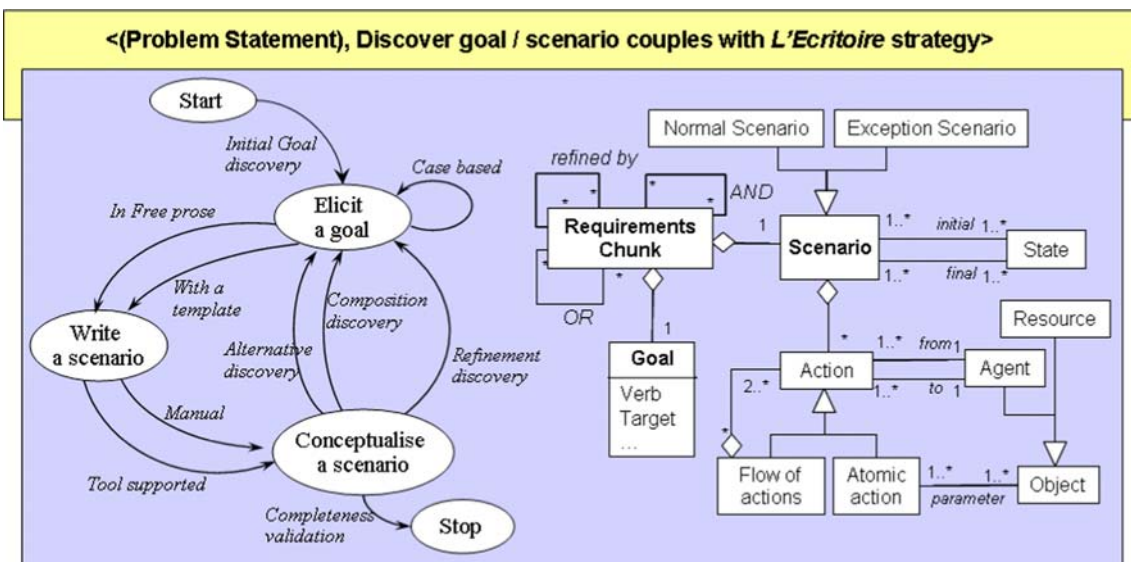 <(Problem Statement), Discover goal / scenario couples with L'Ecritoire strategy>
Start
Initial Goal
discovery
Case based
In Free prose
Elicit
a goal
With a
template
Composition
discovery
Write
a scenario
Alternative
discovery
Refinement
discovery
Manual
Conceptualise
a scenario
Tool supported
Completeness
validation
Stop
Normal Scenario
Exception Scenario
refined by
*
*
*
*
AND
Requirements
Chunk
1
Scenario
1..*
initial
1..*
State
1..*
final
1..*
*
*
OR
1
Goal
Verb
Target
...
Resource
*
Action
1..*
from
1
Agent
1..*
to
1
2..*
*
Flow of
actions
Atomic
action
1..*
parameter
1..*
Object